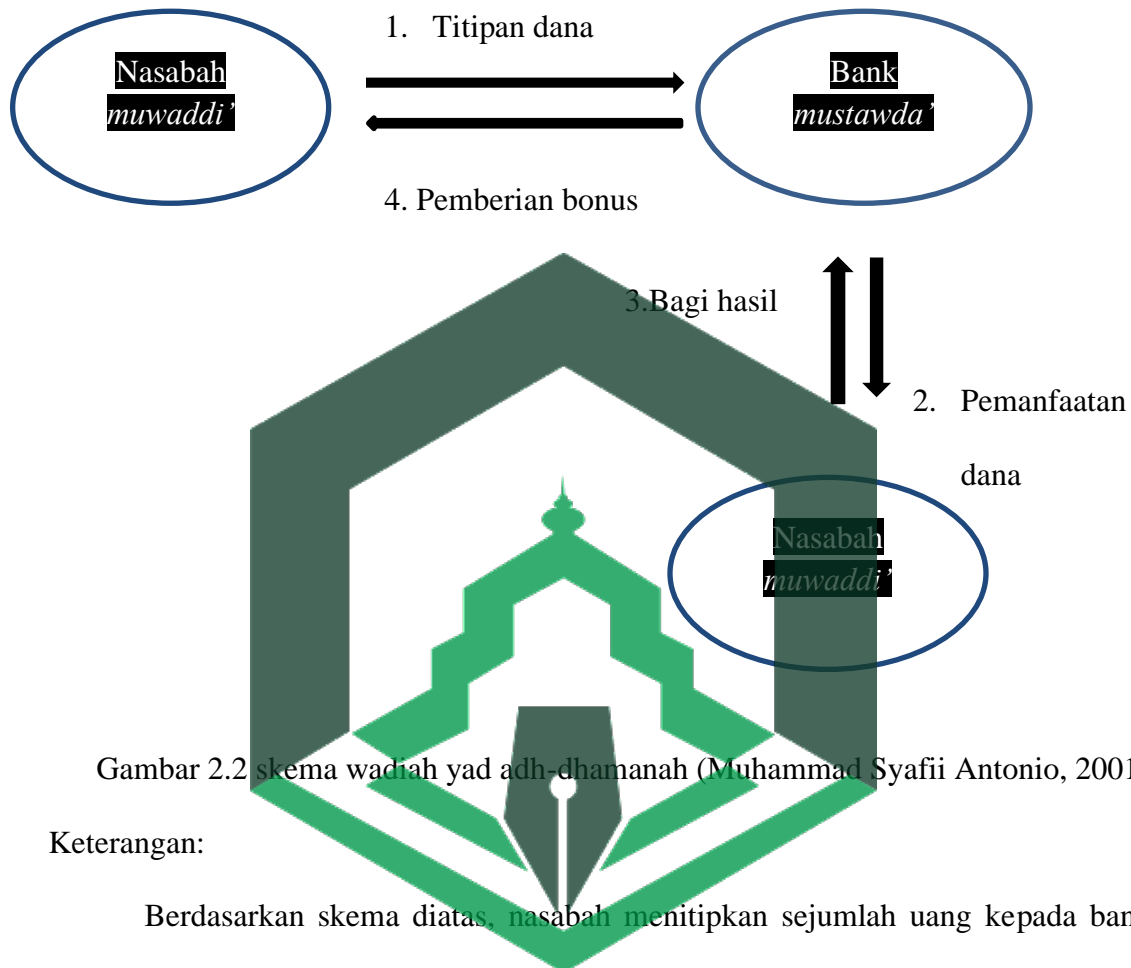 1. Titipan dana
Nasabah
muwaddi’
Bank
mustawda’
4. Pemberian bonus
3.Bagi hasil
2. Pemanfaatan
dana
Nasabah
muwaddi’
Gambar 2.2 skema wadiah yad adh-dhamanah (Muhammad Syafii Antonio, 2001
Keterangan:
Berdasarkan skema diatas, nasabah menitipkan sejumlah uang kepada ban